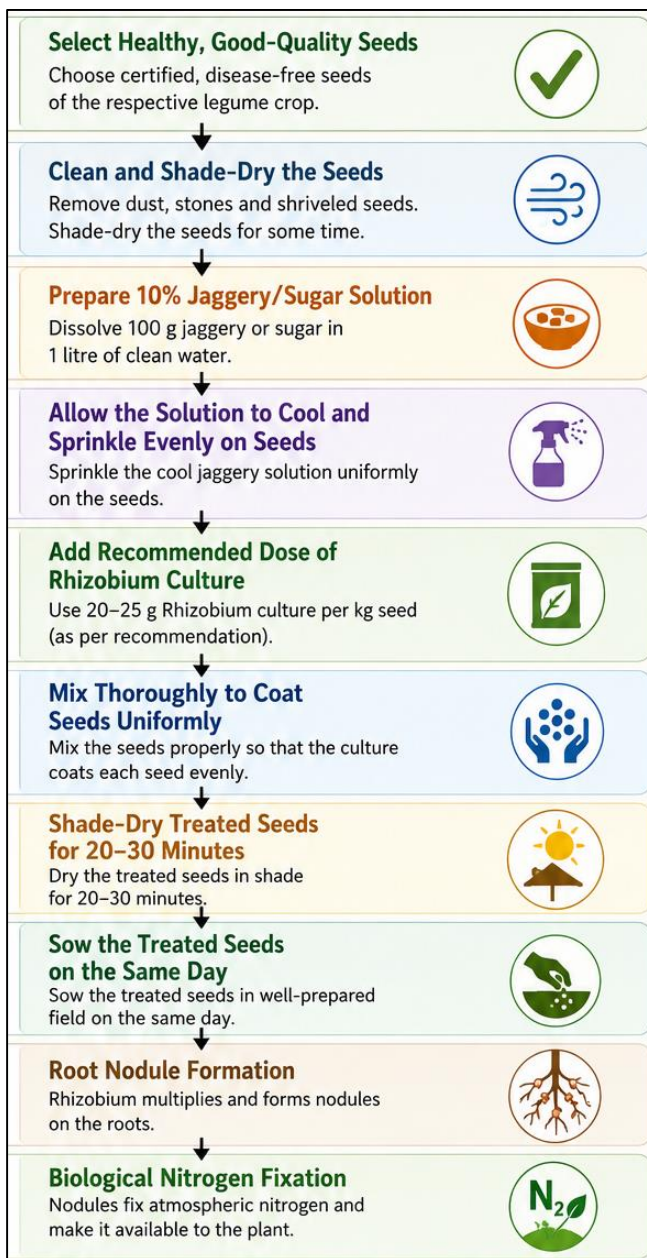 Select Healthy, Good-Quality Seeds
Choose certified, disease-free seeds
of the respective legume crop.
Clean and Shade-Dry the Seeds
Remove dust, stones and shriveled seeds.
Shade-dry the seeds for some time.
Prepare 10% Jaggery/Sugar Solution
Dissolve 100 g jaggery or sugar in
1 litre of clean water.
Allow the Solution to Cool and
Sprinkle Evenly on Seeds
Sprinkle the cool jaggery solution uniformly
on the seeds.
Add Recommended Dose of
Rhizobium Culture
Use 20–25 g Rhizobium culture per kg seed
(as per recommendation).
Mix Thoroughly to Coat
Seeds Uniformly
Mix the seeds properly so that the culture
coats each seed evenly.
Shade-Dry Treated Seeds
for 20–30 Minutes
Dry the treated seeds in shade
for 20–30 minutes.
Sow the Treated Seeds
on the Same Day
Sow the treated seeds in well-prepared
field on the same day.
Root Nodule Formation
Rhizobium multiplies and forms nodules
on the roots.
Biological Nitrogen Fixation
Nodules fix atmospheric nitrogen and
make it available to the plant.
N₂